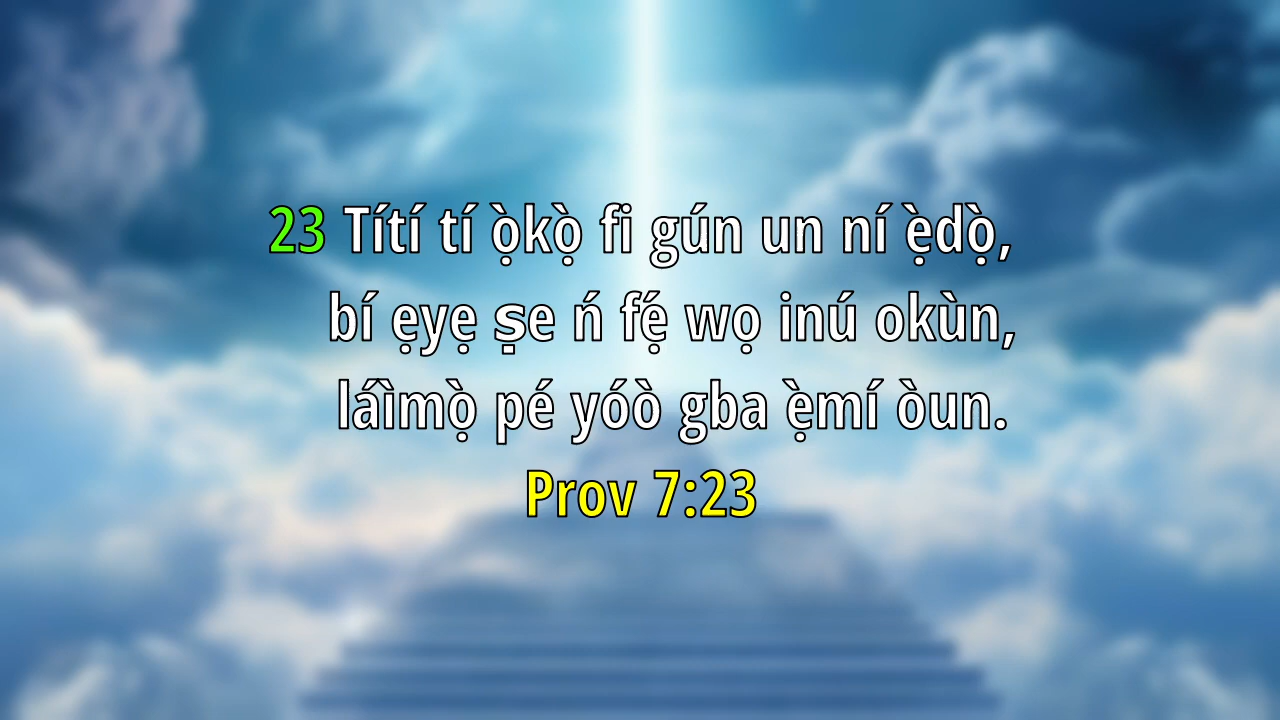 23 Títí tí ọ̀kọ̀ fi gún un ní ẹ̀dọ̀,
bí ẹyẹ ṣe ń fẹ́ wọ inú okùn,
láìmọ̀ pé yóò gba ẹ̀mí òun.
Prov 7:23